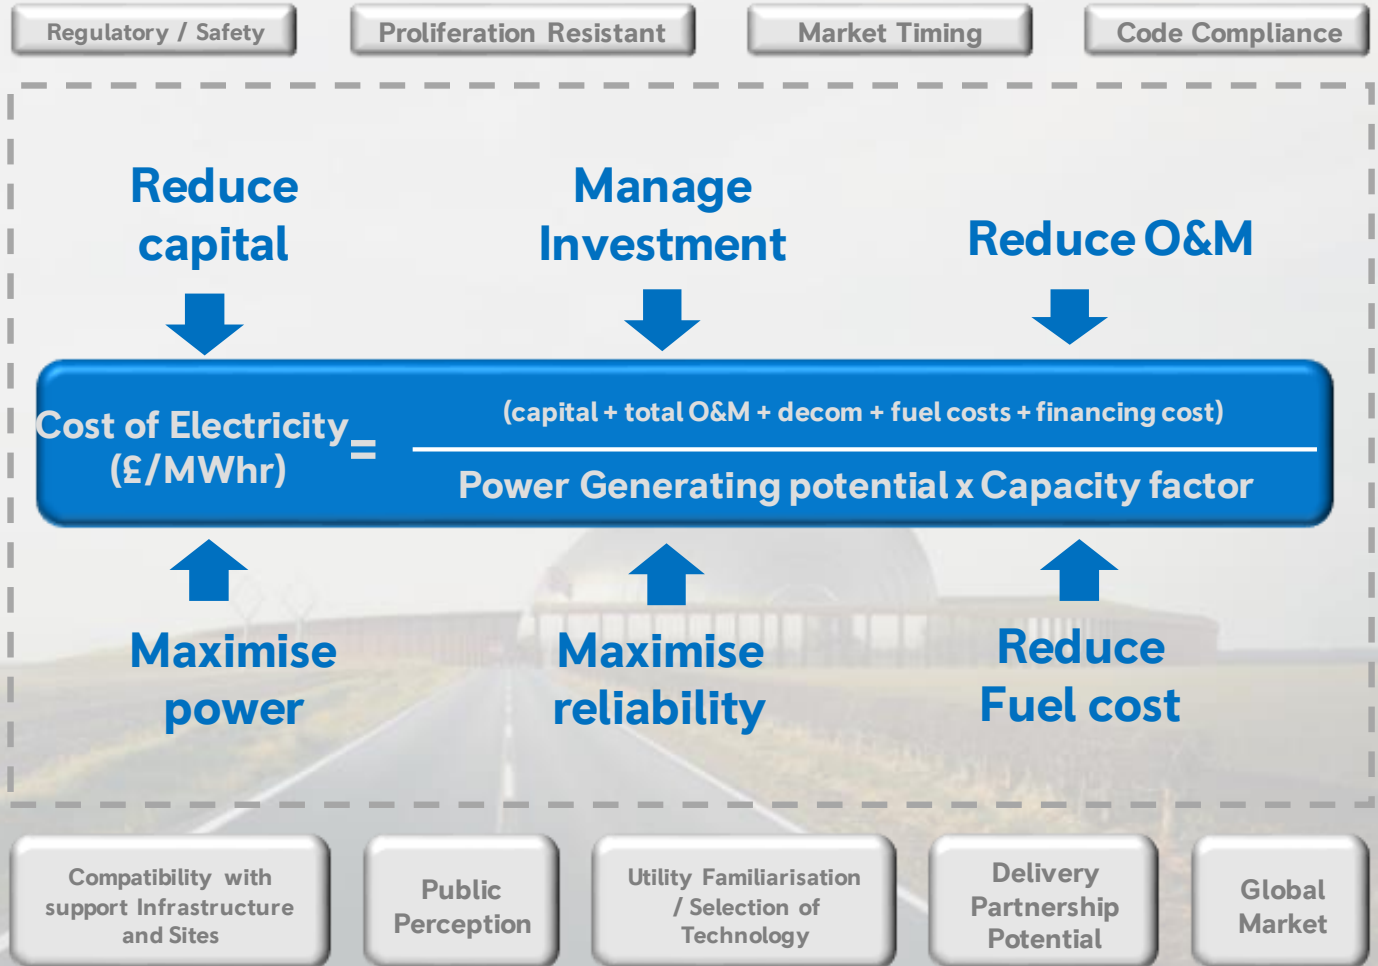 Regulatory / Safety
Proliferation Resistant
Market Timing
Code Compliance
Reduce
capital
Manage
Investment
Reduce O&M
Cost of Electricity
(£/MWhr)
=
(capital + total O&M + decom + fuel costs + financing cost)
Power Generating potential x Capacity factor
Maximise
power
Maximise
reliability
Reduce
Fuel cost
Compatibility with
support Infrastructure
and Sites
Public
Perception
Utility Familiarisation
/ Selection of
Technology
Delivery
Partnership
Potential
Global
Market